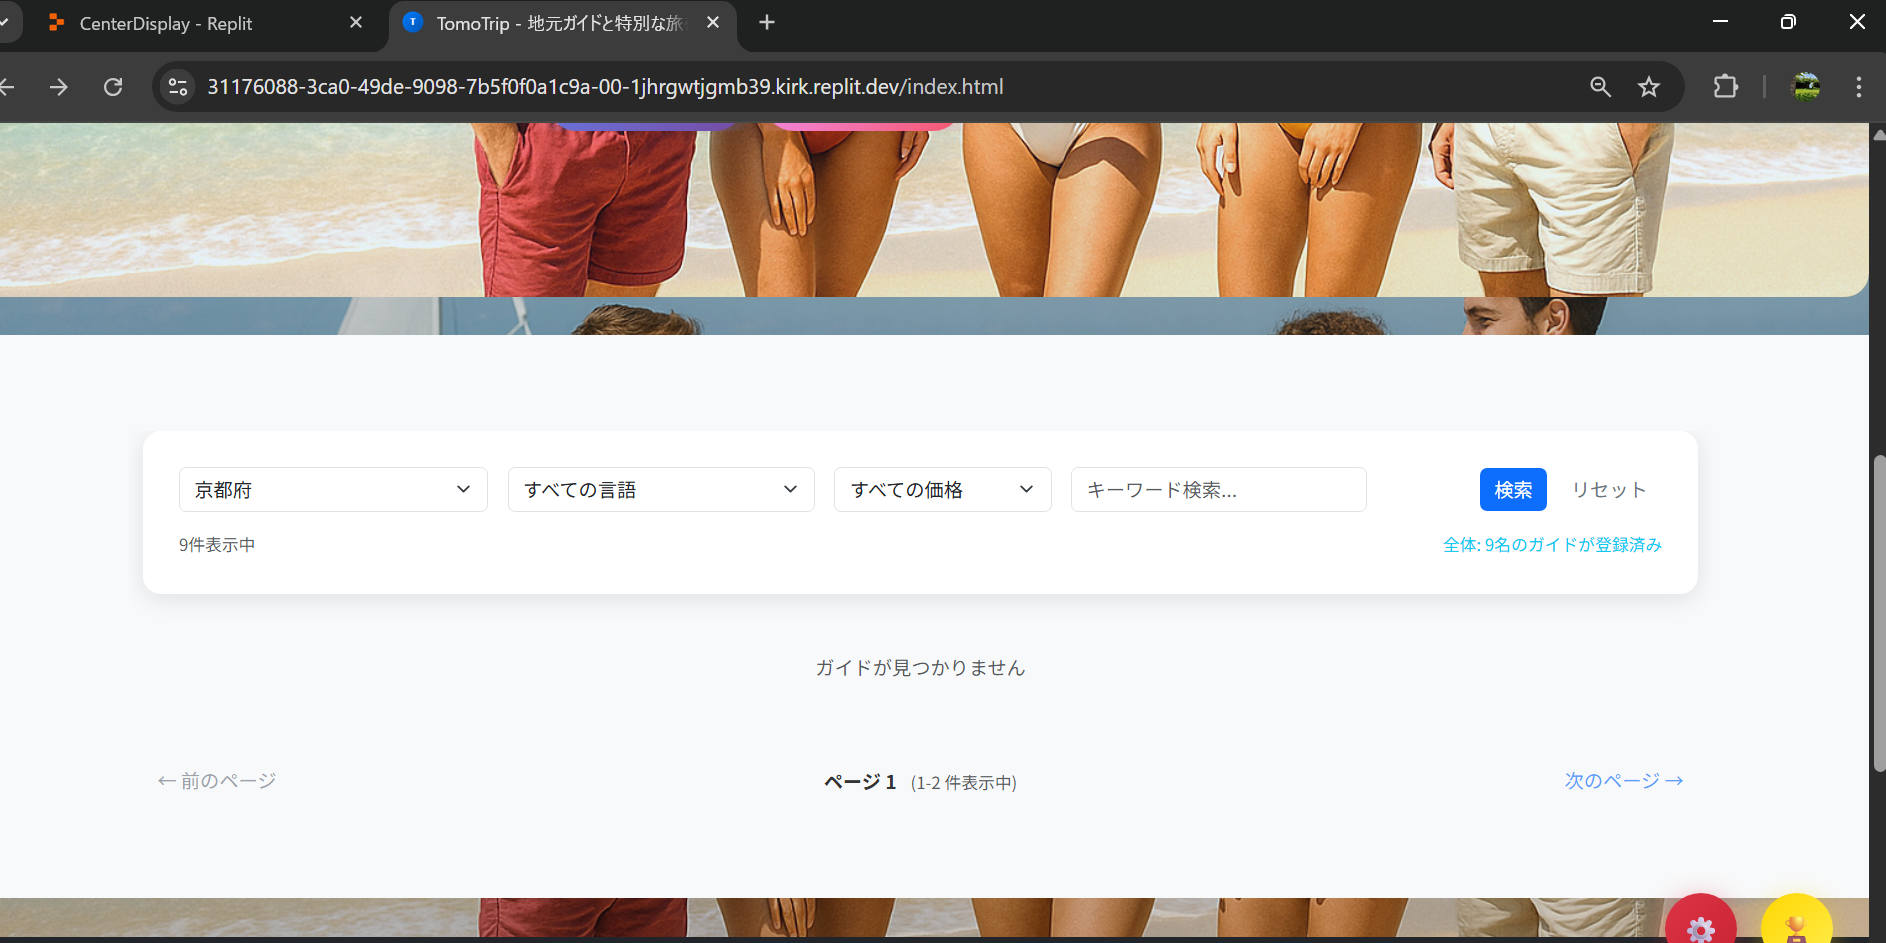 CenterDisplay - Replit
TomoTrip - 地元ガイドと特別な旅
31176088-3ca0-49de-9098-7b5f0f0a1c9a-00-1jhrgwtjgmb39.kirk.replit.dev/index.html
京都府 すべての言語 すべての価格 キーワード検索... 検索 リセット
9件表示中 全体: 9名のガイドが登録済み
ガイドが見つかりません
← 前のページ ページ 1 (1-2 件表示中) 次のページ →